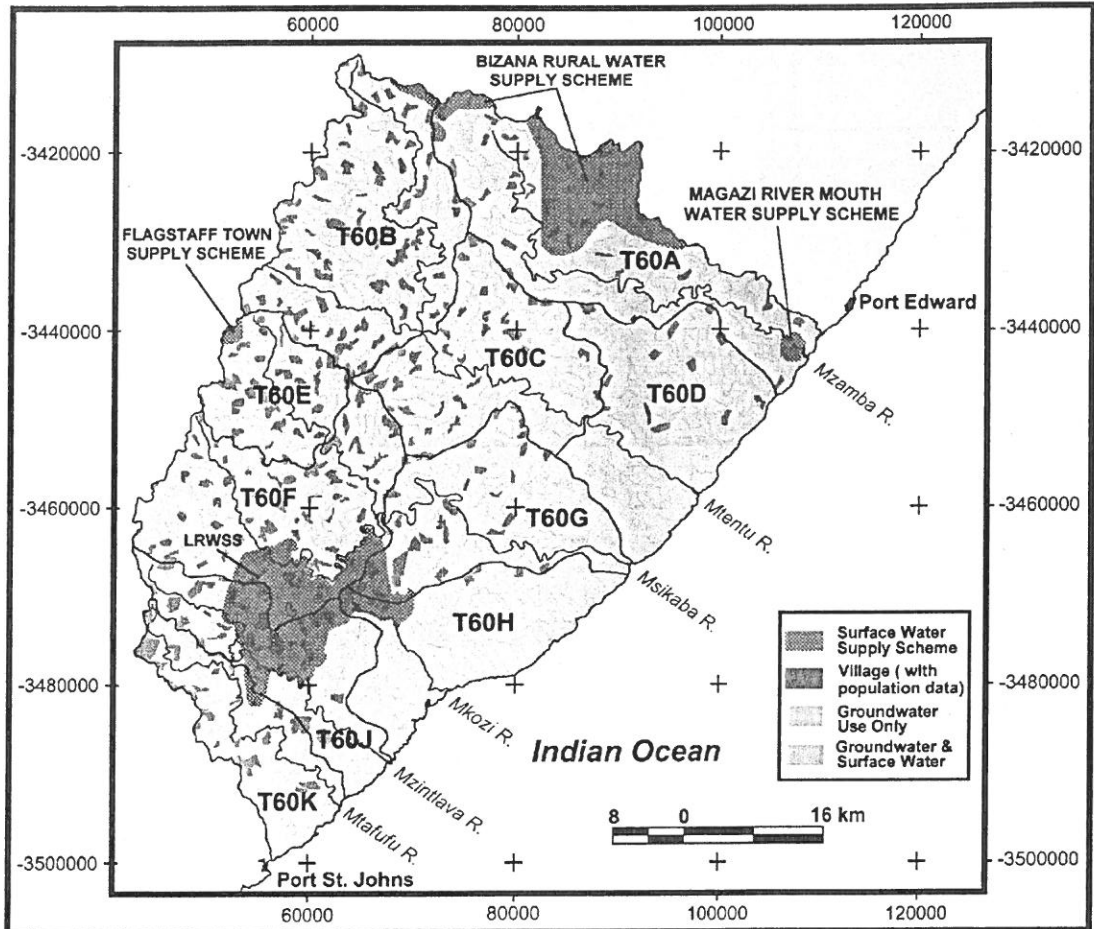 60000 80000 100000 120000
BIZANA RURAL WATER
SUPPLY SCHEME
-3420000 -3420000
MAGAZI RIVER MOUTH
WATER SUPPLY SCHEME
FLAGSTAFF TOWN
SUPPLY SCHEME
T60B
T60A
Port Edward
-3440000 -3440000
T60C
T60D
T60E
Mzamba R.
T60F
-3460000 -3460000
T60G
Mtentu R.
LRWSS
Msikaba R.
T60H
Surface Water
Supply Scheme
Village ( with
population data)
Groundwater
Use Only
Groundwater &
Surface Water
-3480000 -3480000
Mkozi R.
T60J
Indian Ocean
Mzintlava R.
T60K
Mtafufu R.
8 0 16 km
-3500000 -3500000
Port St. Johns
60000 80000 100000 120000